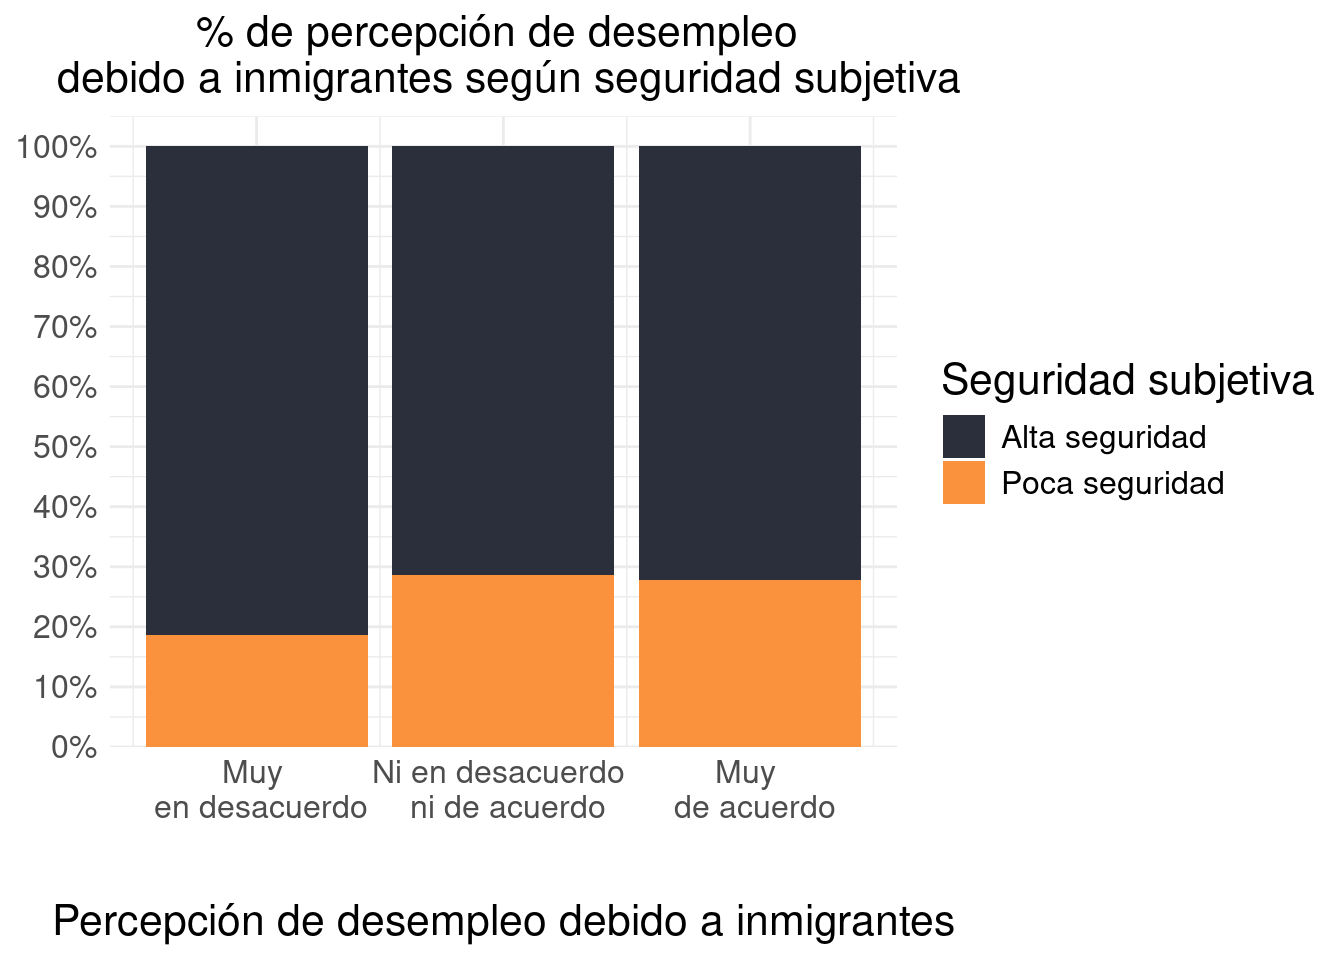 % de percepción de desempleo
debido a inmigrantes según seguridad subjetiva
100%
90%
80%
70%
60%
50%
40%
30%
20%
10%
0%
Muy
en desacuerdo
Ni en desacuerdo
ni de acuerdo
Muy
de acuerdo
Percepción de desempleo debido a inmigrantes
Seguridad subjetiva
Alta seguridad
Poca seguridad